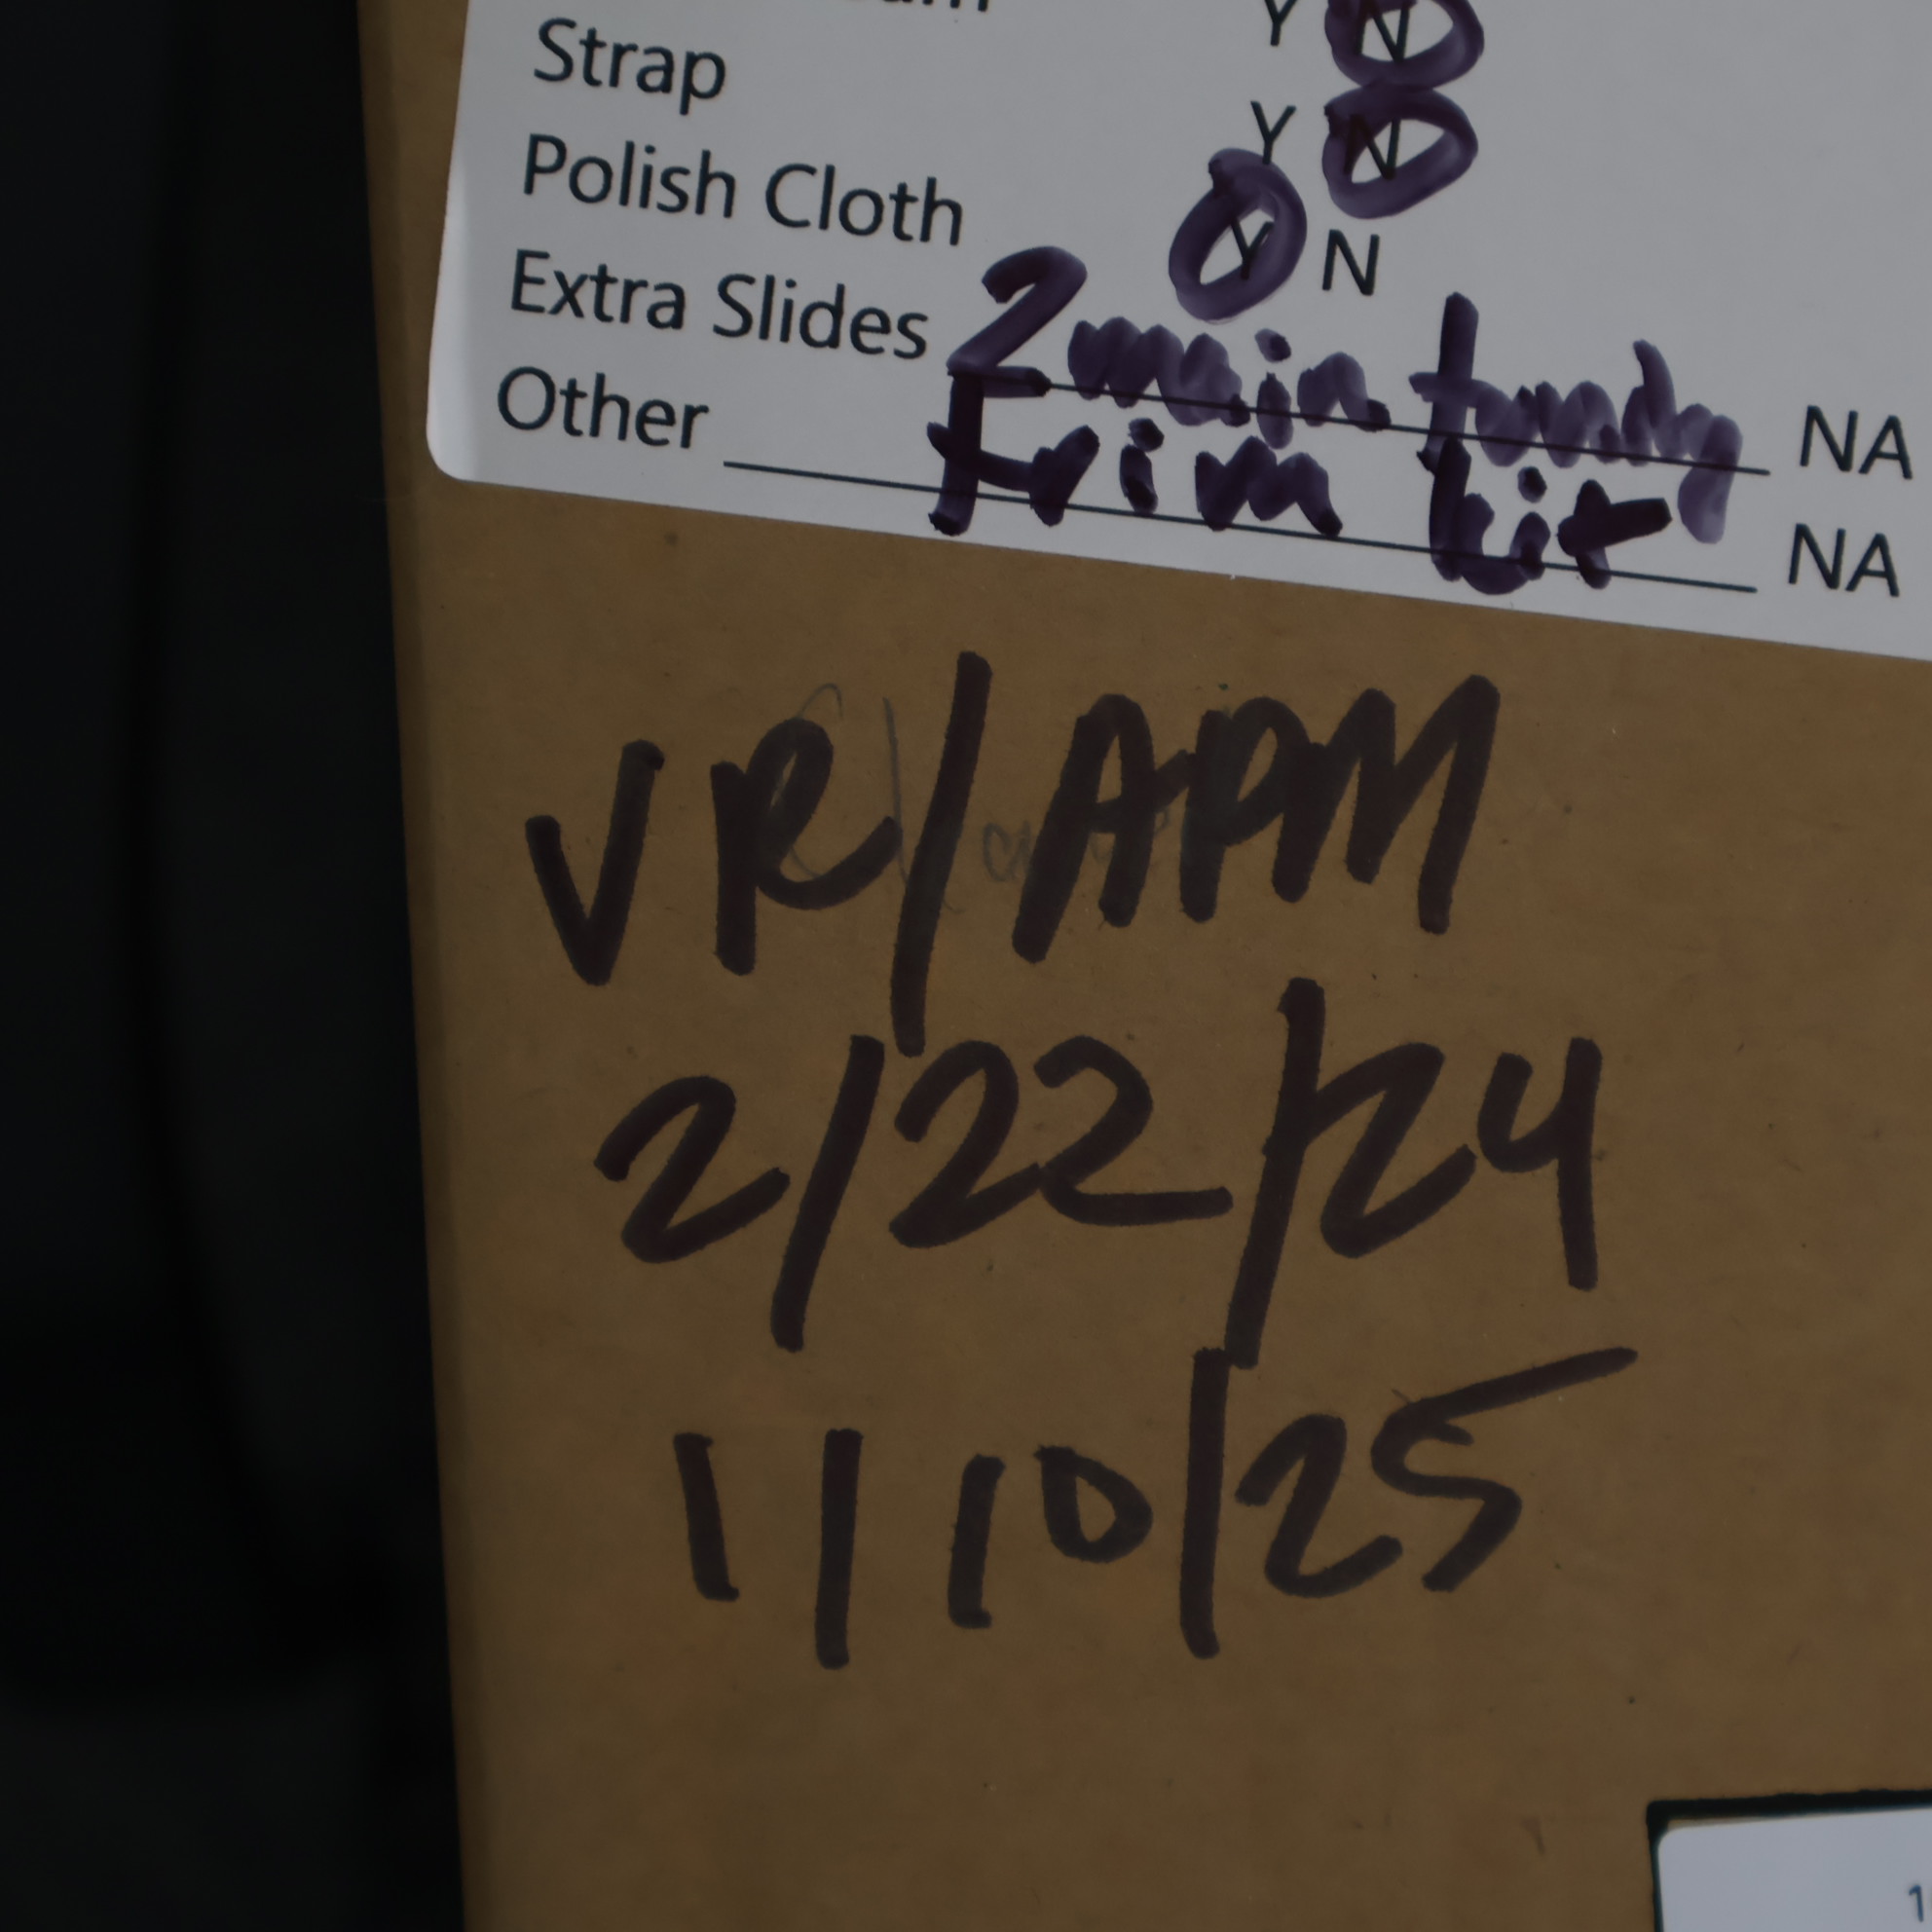 Y N
Strap Y N
Polish Cloth Y N
Extra Slides 2 main tuning NA
Other Trim kit NA
VR/APM
2/22/24
1/10/25